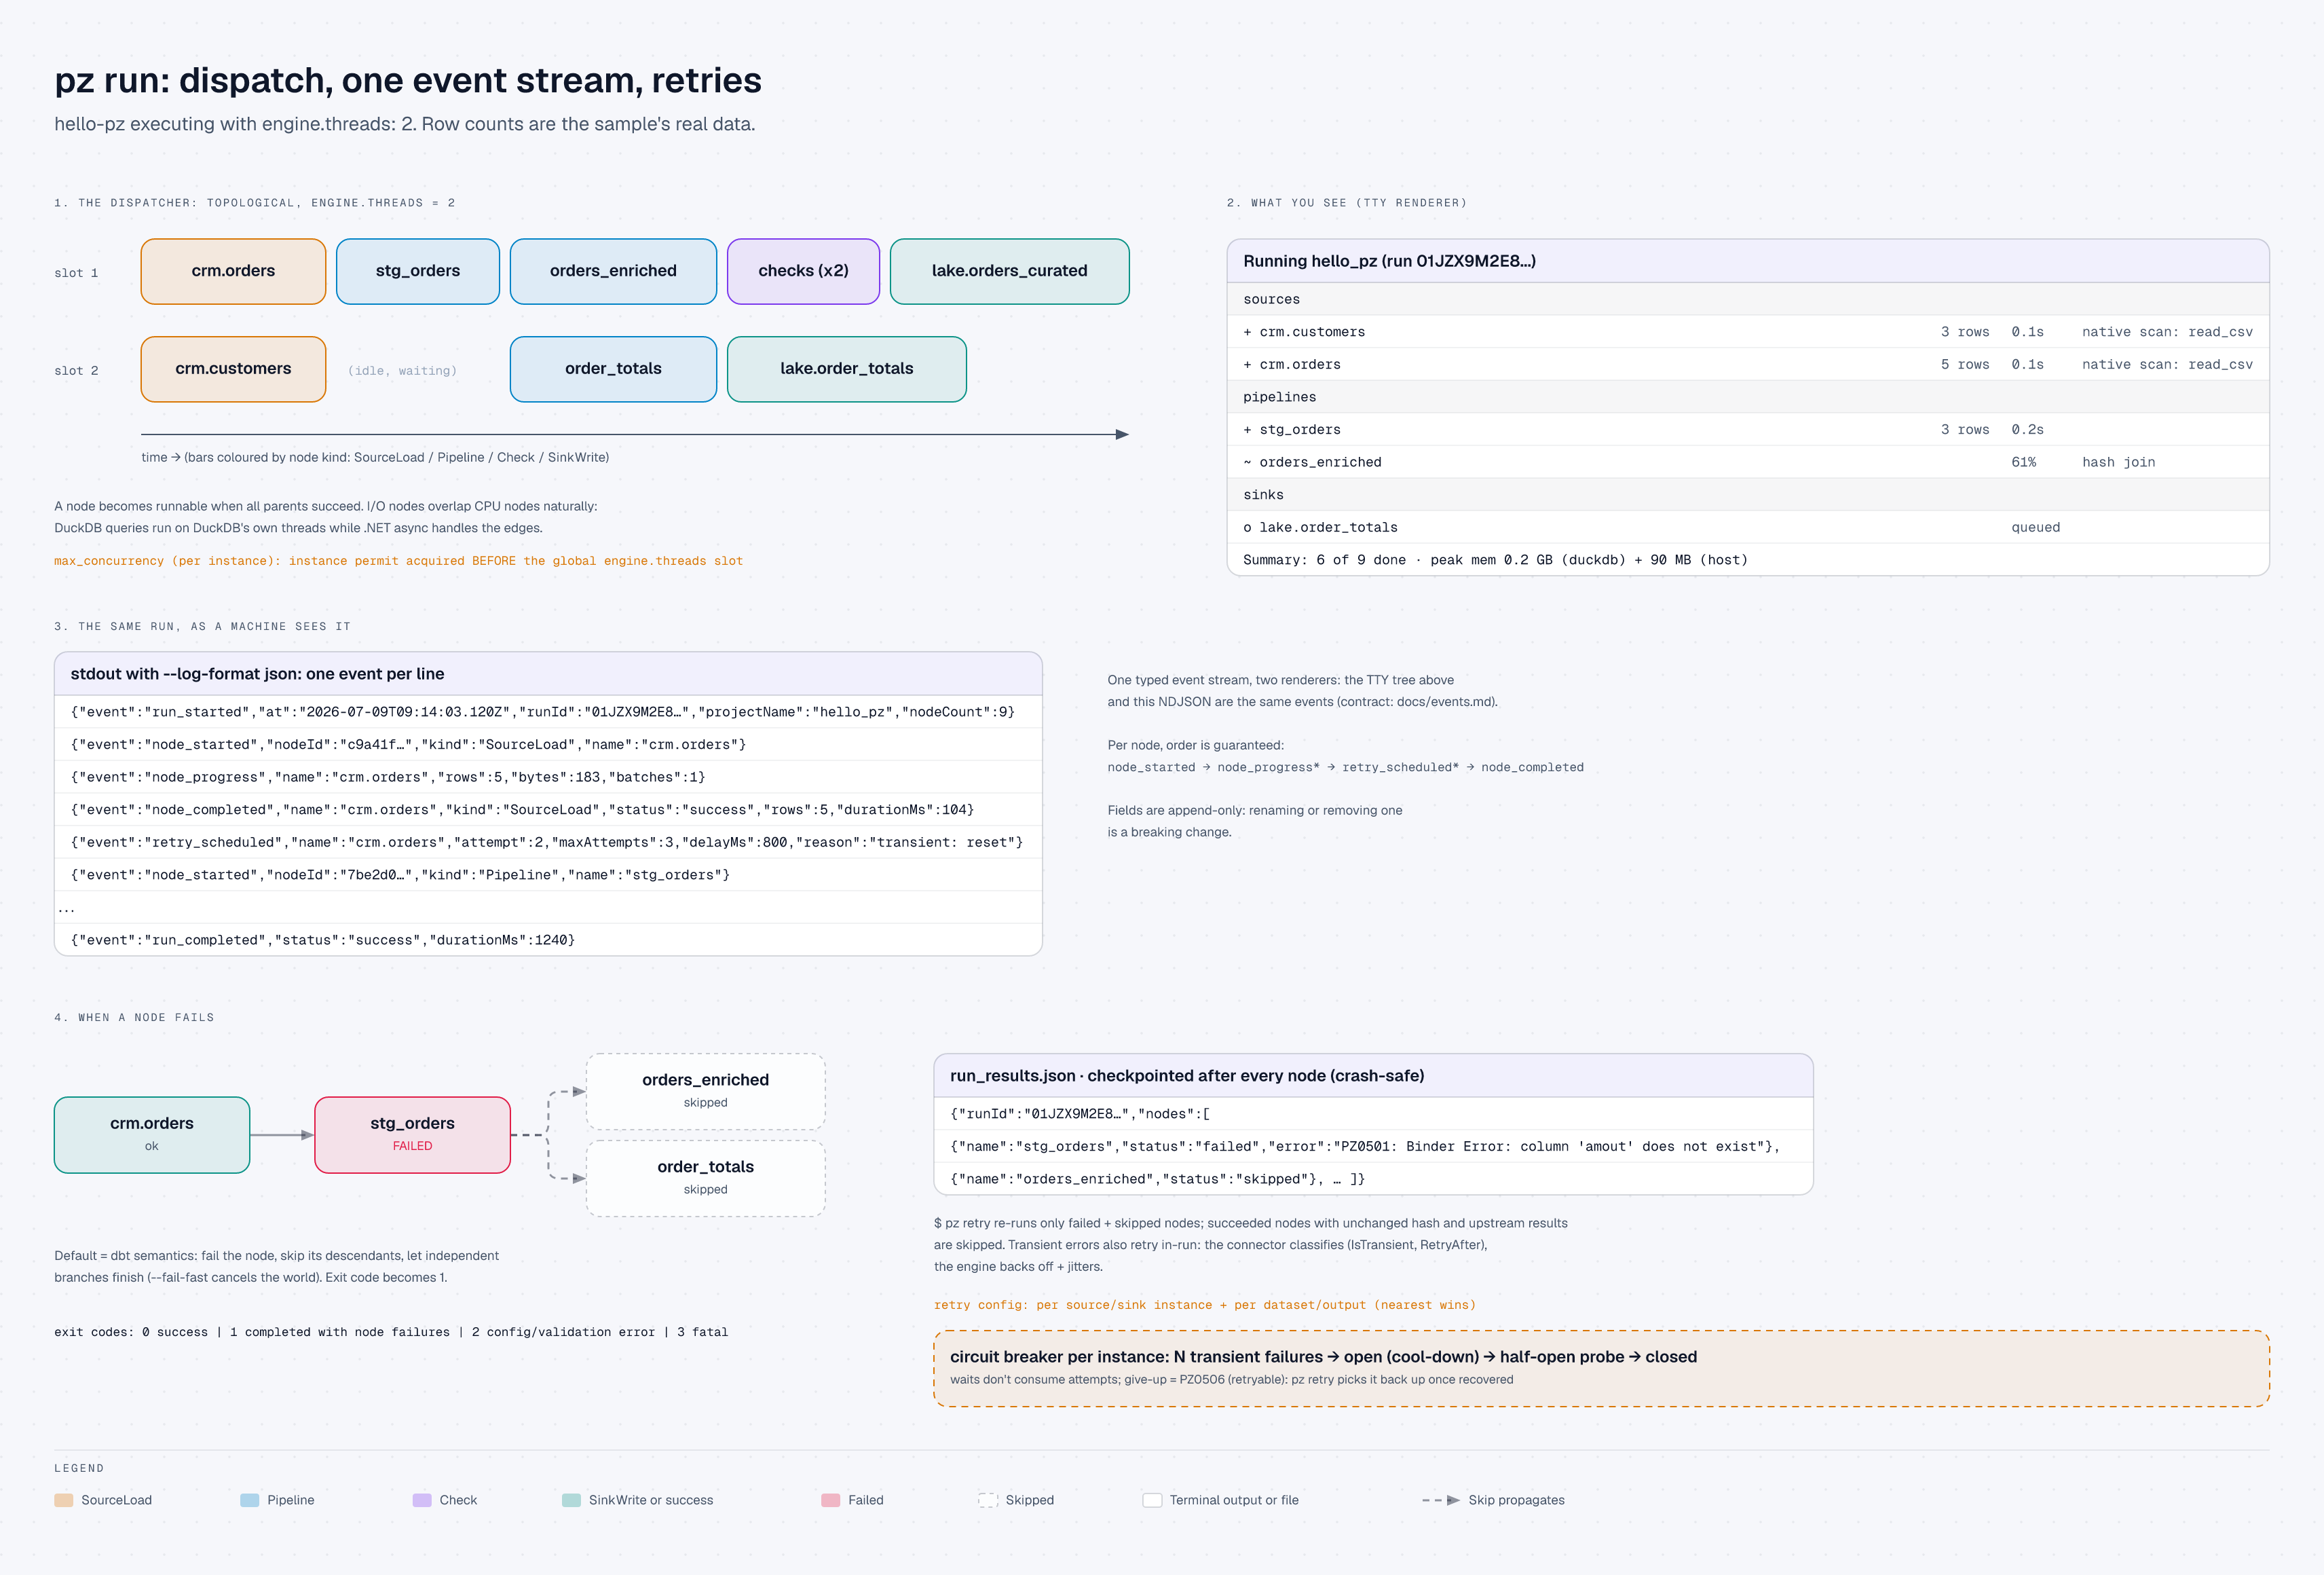 pz run: dispatch, one event stream, retries
hello-pz executing with engine.threads: 2. Row counts are the sample's real data.
1. THE DISPATCHER: TOPOLOGICAL, ENGINE.THREADS = 2
slot 1
crm.orders
stg_orders
orders_enriched
checks (x2)
lake.orders_curated
slot 2
crm.customers
(idle, waiting)
order_totals
lake.order_totals
time → (bars coloured by node kind: SourceLoad / Pipeline / Check / SinkWrite)
A node becomes runnable when all parents succeed. I/O nodes overlap CPU nodes naturally:
DuckDB queries run on DuckDB's own threads while .NET async handles the edges.
max_concurrency (per instance): instance permit acquired BEFORE the global engine.threads slot
2. WHAT YOU SEE (TTY RENDERER)
Running hello_pz (run 01JZX9M2E8…)
sources
+ crm.customers 3 rows 0.1s native scan: read_csv
+ crm.orders 5 rows 0.1s native scan: read_csv
pipelines
+ stg_orders 3 rows 0.2s
~ orders_enriched 61% hash join
sinks
o lake.order_totals queued
Summary: 6 of 9 done · peak mem 0.2 GB (duckdb) + 90 MB (host)
3. THE SAME RUN, AS A MACHINE SEES IT
stdout with --log-format json: one event per line
{"event":"run_started","at":"2026-07-09T09:14:03.120Z","runId":"01JZX9M2E8…","projectName":"hello_pz","nodeCount":9}
{"event":"node_started","nodeId":"c9a41f…","kind":"SourceLoad","name":"crm.orders"}
{"event":"node_progress","name":"crm.orders","rows":5,"bytes":183,"batches":1}
{"event":"node_completed","name":"crm.orders","kind":"SourceLoad","status":"success","rows":5,"durationMs":104}
{"event":"retry_scheduled","name":"crm.orders","attempt":2,"maxAttempts":3,"delayMs":800,"reason":"transient: reset"}
{"event":"node_started","nodeId":"7be2d0…","kind":"Pipeline","name":"stg_orders"}
...
{"event":"run_completed","status":"success","durationMs":1240}
One typed event stream, two renderers: the TTY tree above
and this NDJSON are the same events (contract: docs/events.md).
Per node, order is guaranteed:
node_started → node_progress* → retry_scheduled* → node_completed
Fields are append-only: renaming or removing one
is a breaking change.
4. WHEN A NODE FAILS
crm.orders
ok
stg_orders
FAILED
orders_enriched
skipped
order_totals
skipped
Default = dbt semantics: fail the node, skip its descendants, let independent
branches finish (--fail-fast cancels the world). Exit code becomes 1.
exit codes: 0 success | 1 completed with node failures | 2 config/validation error | 3 fatal
run_results.json · checkpointed after every node (crash-safe)
{"runId":"01JZX9M2E8…","nodes":[
{"name":"stg_orders","status":"failed","error":"PZ0501: Binder Error: column 'amout' does not exist"},
{"name":"orders_enriched","status":"skipped"}, … ]}
$ pz retry re-runs only failed + skipped nodes; succeeded nodes with unchanged hash and upstream results
are skipped. Transient errors also retry in-run: the connector classifies (IsTransient, RetryAfter),
the engine backs off + jitters.
retry config: per source/sink instance + per dataset/output (nearest wins)
circuit breaker per instance: N transient failures → open (cool-down) → half-open probe → closed
waits don't consume attempts; give-up = PZ0506 (retryable): pz retry picks it back up once recovered
LEGEND
SourceLoad
Pipeline
Check
SinkWrite or success
Failed
Skipped
Terminal output or file
Skip propagates